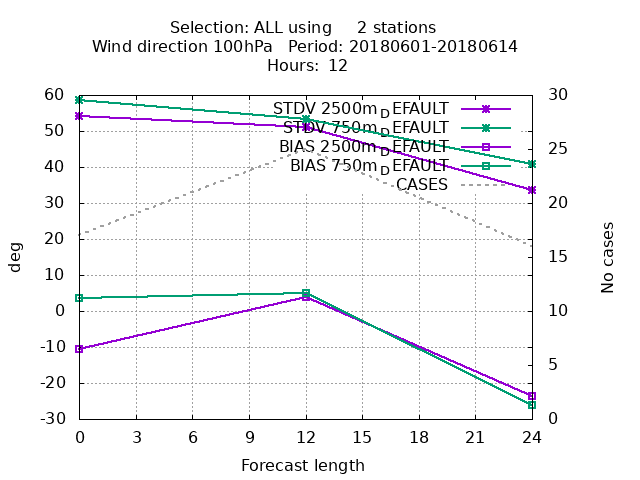 Selection: ALL using 2 stations
Wind direction 100hPa Period: 20180601-20180614
Hours: 12
60
50
40
30
20
10
0
-10
-20
-30
deg
STDV 2500m_DEFAULT
STDV 750m_DEFAULT
BIAS 2500m_DEFAULT
BIAS 750m_DEFAULT
CASES
30
25
20
15
10
5
0
No cases
0 3 6 9 12 15 18 21 24
Forecast length